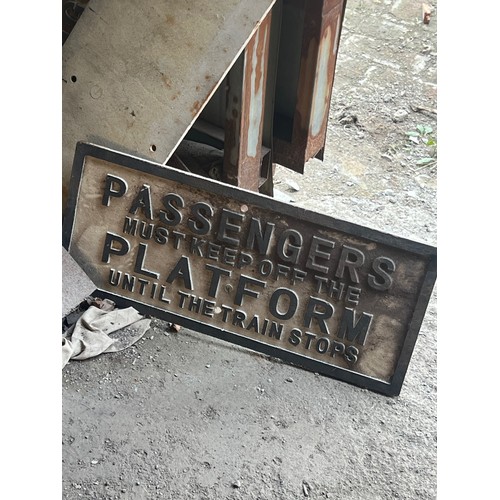 PASSENGERS
MUST KEEP OFF THE
PLATFORM
UNTIL THE TRAIN STOPS